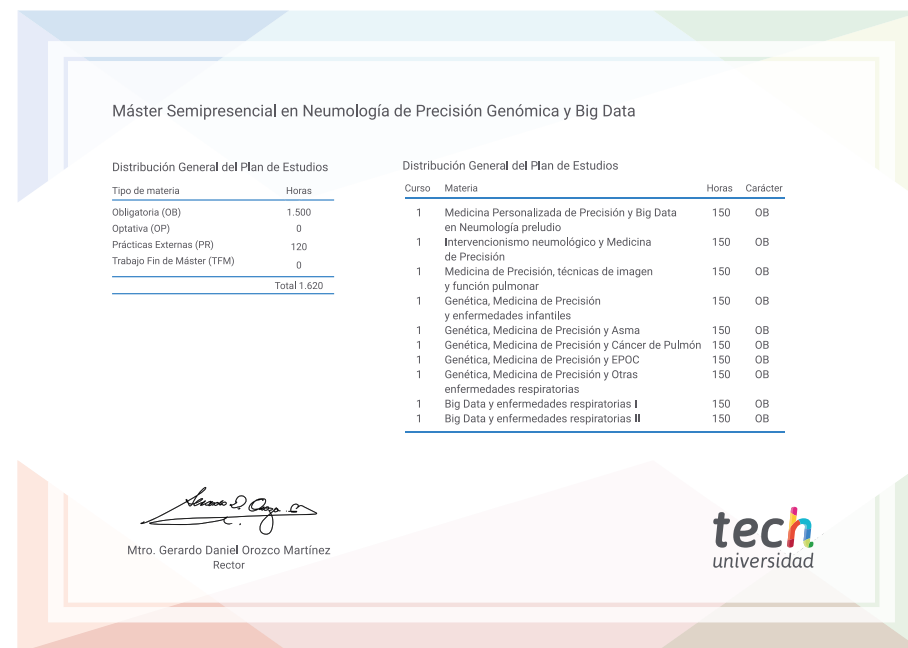 Máster Semipresencial en Neumología de Precisión Genómica y Big Data
Distribución General del Plan de Estudios
Tipo de materia Horas
Obligatoria (OB) 1.500
Optativa (OP) 0
Prácticas Externas (PR) 120
Trabajo Fin de Máster (TFM) 0
Total 1.620
Distribución General del Plan de Estudios
Curso Materia Horas Carácter
1 Medicina Personalizada de Precisión y Big Data 150 OB
en Neumología preludio
1 Intervencionismo neumológico y Medicina 150 OB
de Precisión
1 Medicina de Precisión, técnicas de imagen 150 OB
y función pulmonar
1 Genética, Medicina de Precisión 150 OB
y enfermedades infantiles
1 Genética, Medicina de Precisión y Asma 150 OB
1 Genética, Medicina de Precisión y Cáncer de Pulmón 150 OB
1 Genética, Medicina de Precisión y EPOC 150 OB
1 Genética, Medicina de Precisión y Otras 150 OB
enfermedades respiratorias
1 Big Data y enfermedades respiratorias I 150 OB
1 Big Data y enfermedades respiratorias II 150 OB
Mtro. Gerardo Daniel Orozco Martínez
Rector
tech
universidad